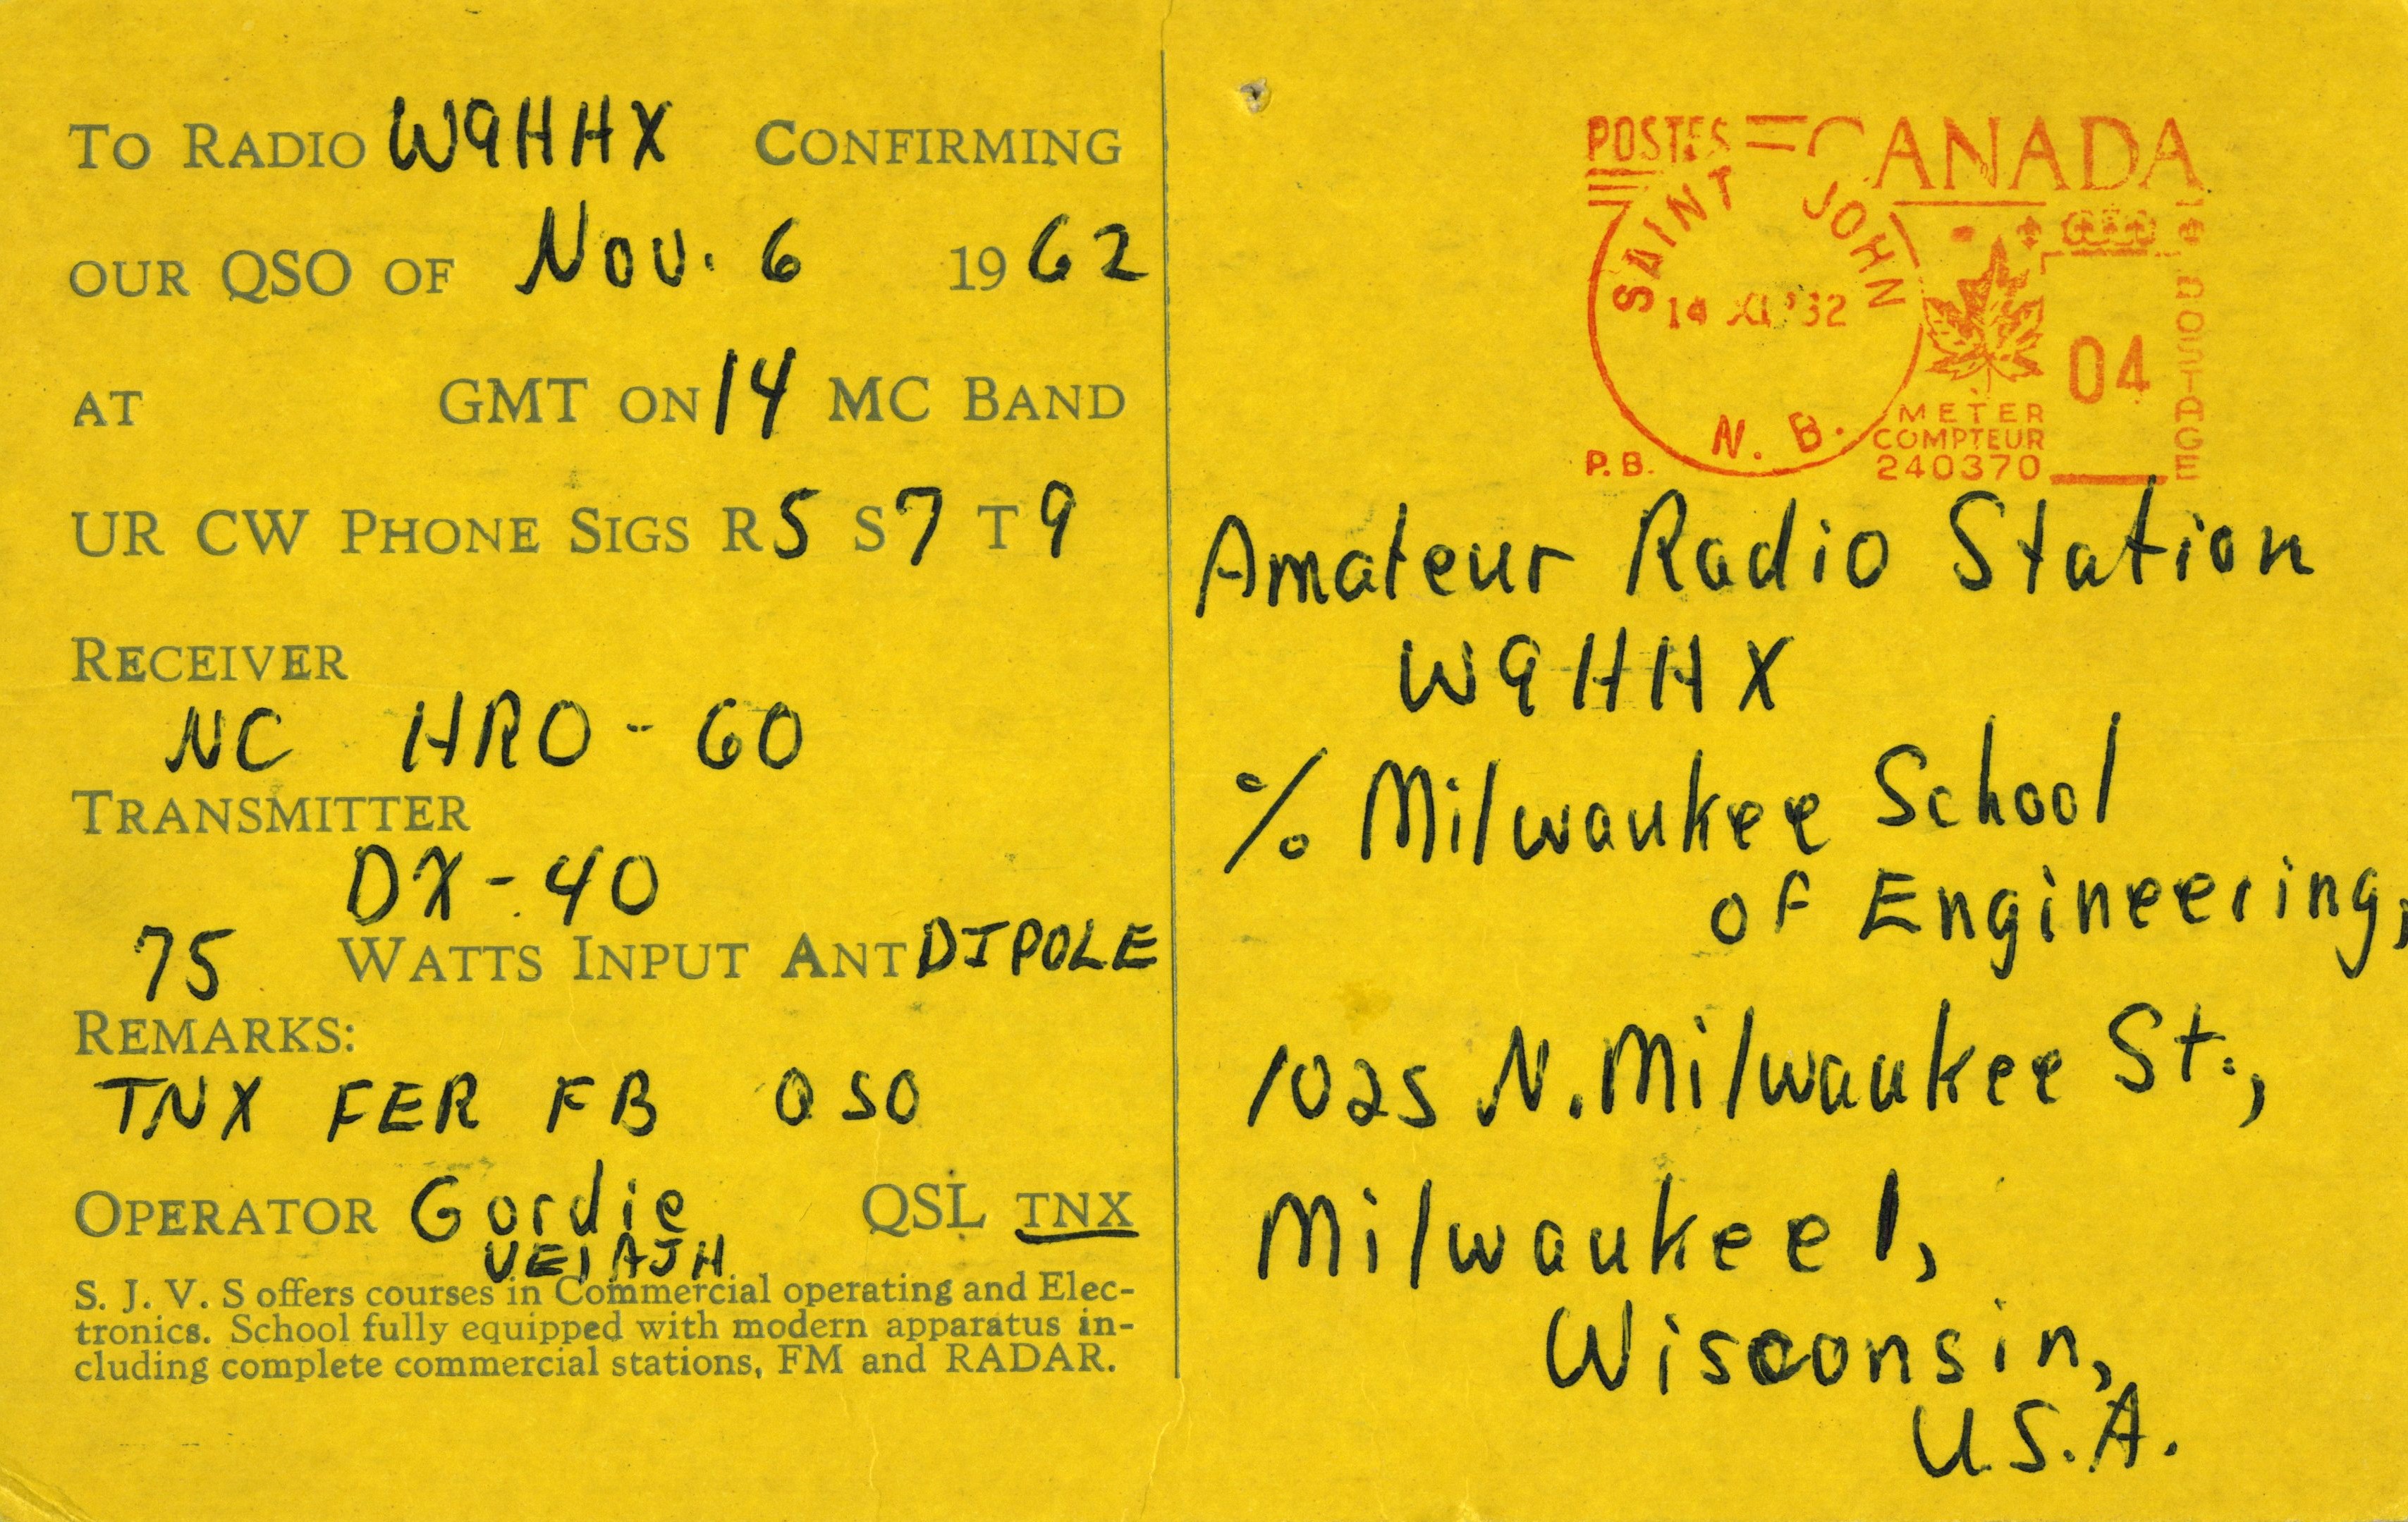 TO RADIO W9HHX CONFIRMING
OUR QSO OF Nov. 6 1962
AT GMT ON 14 MC BAND
UR CW PHONE SIGS R5 S7 T9
RECEIVER
NC HRO-60
TRANSMITTER
DX-40
75 WATTS INPUT ANT DIPOLE
REMARKS:
TNX FER FB QSO
OPERATOR Gordie QSL TNX
VE1AJH
S. J. V. S offers courses in Commercial operating and Elec-
tronics. School fully equipped with modern apparatus in-
cluding complete commercial stations, FM and RADAR.
POSTES CANADA
SAINT JOHN
14
N. B.
P.B.
METER
COMPTEUR
240370
04
POSTAGE
Amateur Radio Station
W9HHX
% Milwaukee School
of Engineering,
1025 N. Milwaukee St.,
Milwaukee 1,
Wisconsin,
U.S.A.